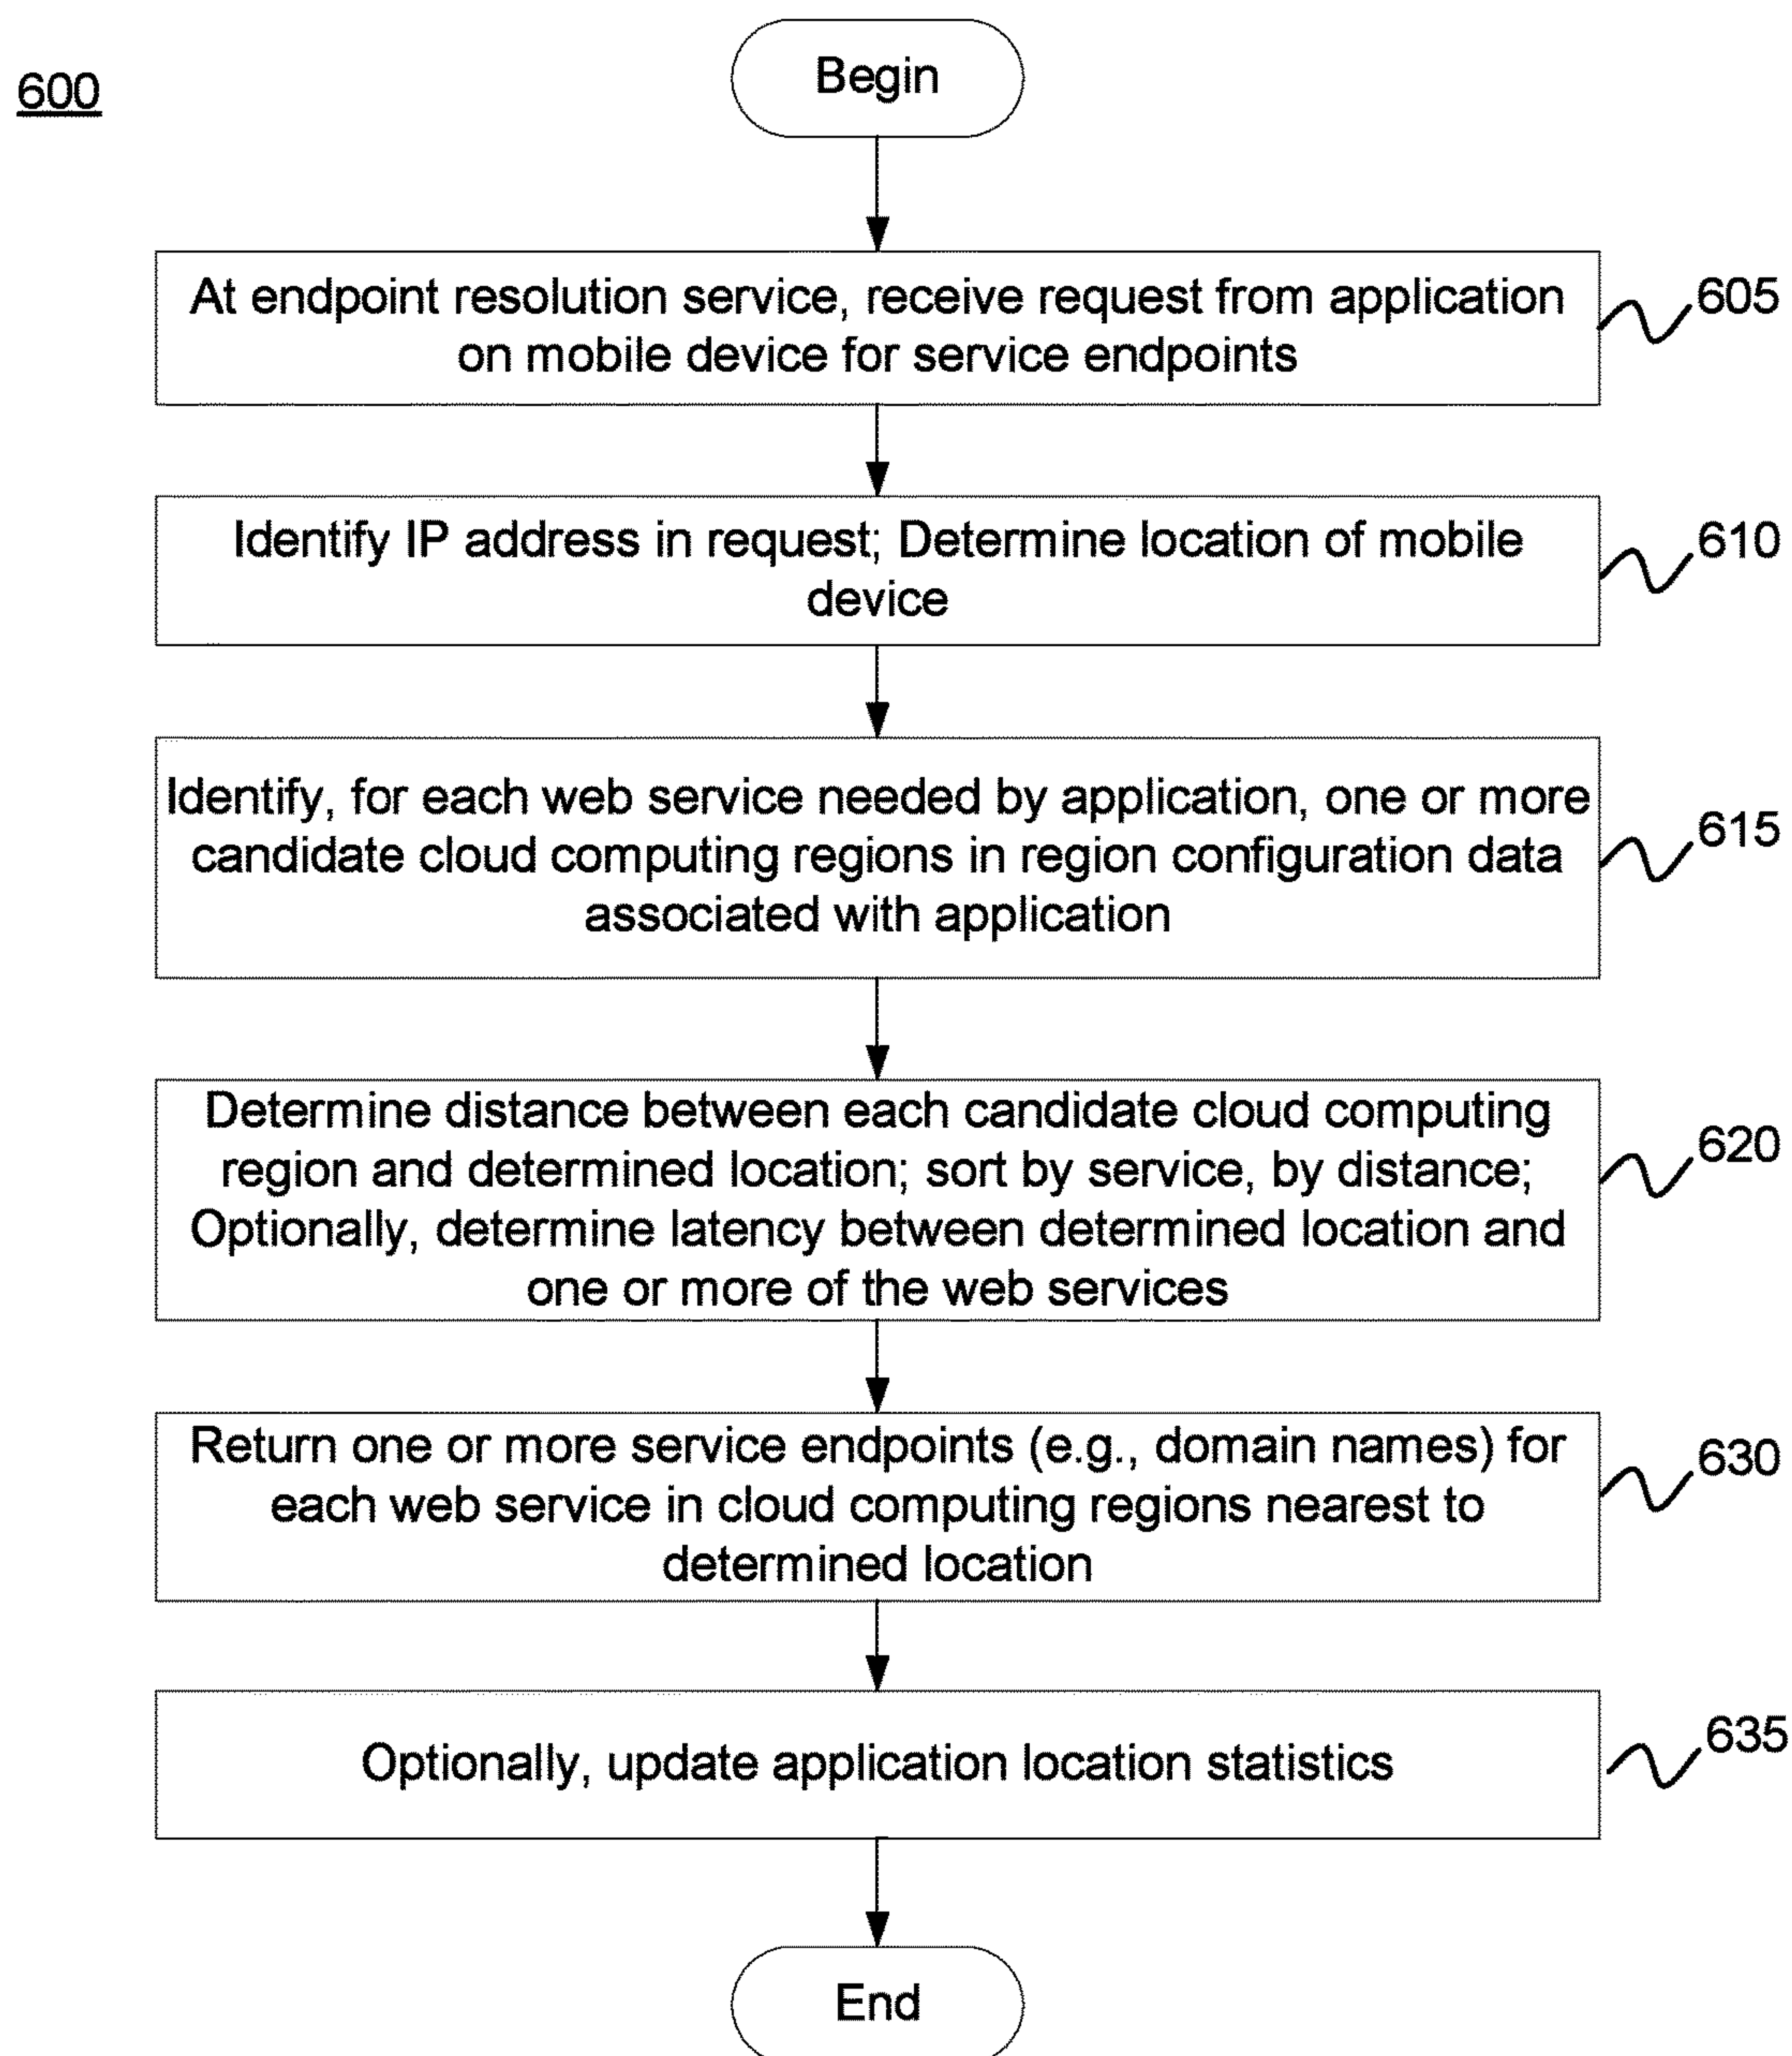 600
Begin
At endpoint resolution service, receive request from application
on mobile device for service endpoints
605
Identify IP address in request; Determine location of mobile
device
610
Identify, for each web service needed by application, one or more
candidate cloud computing regions in region configuration data
associated with application
615
Determine distance between each candidate cloud computing
region and determined location; sort by service, by distance;
Optionally, determine latency between determined location and
one or more of the web services
620
Return one or more service endpoints (e.g., domain names) for
each web service in cloud computing regions nearest to
determined location
630
Optionally, update application location statistics
635
End